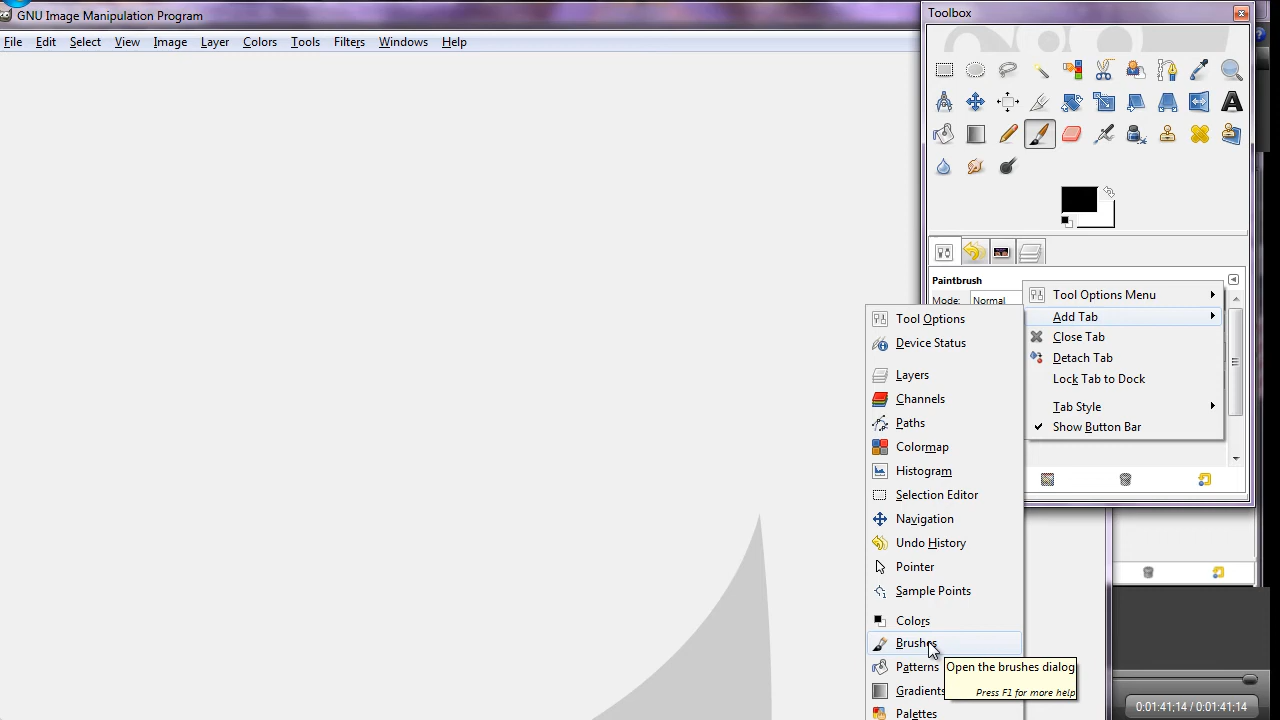 GNU Image Manipulation Program
File Edit Select View Image Layer Colors Tools Filters Windows Help
Toolbox
Paintbrush
Mode: Normal
Tool Options Menu
Add Tab
Close Tab
Detach Tab
Lock Tab to Dock
Tab Style
Show Button Bar
Tool Options
Device Status
Layers
Channels
Paths
Colormap
Histogram
Selection Editor
Navigation
Undo History
Pointer
Sample Points
Colors
Brushes
Patterns
Gradients
Palettes
Open the brushes dialog
Press F1 for more help
0:01:41;14 / 0:01:41;14